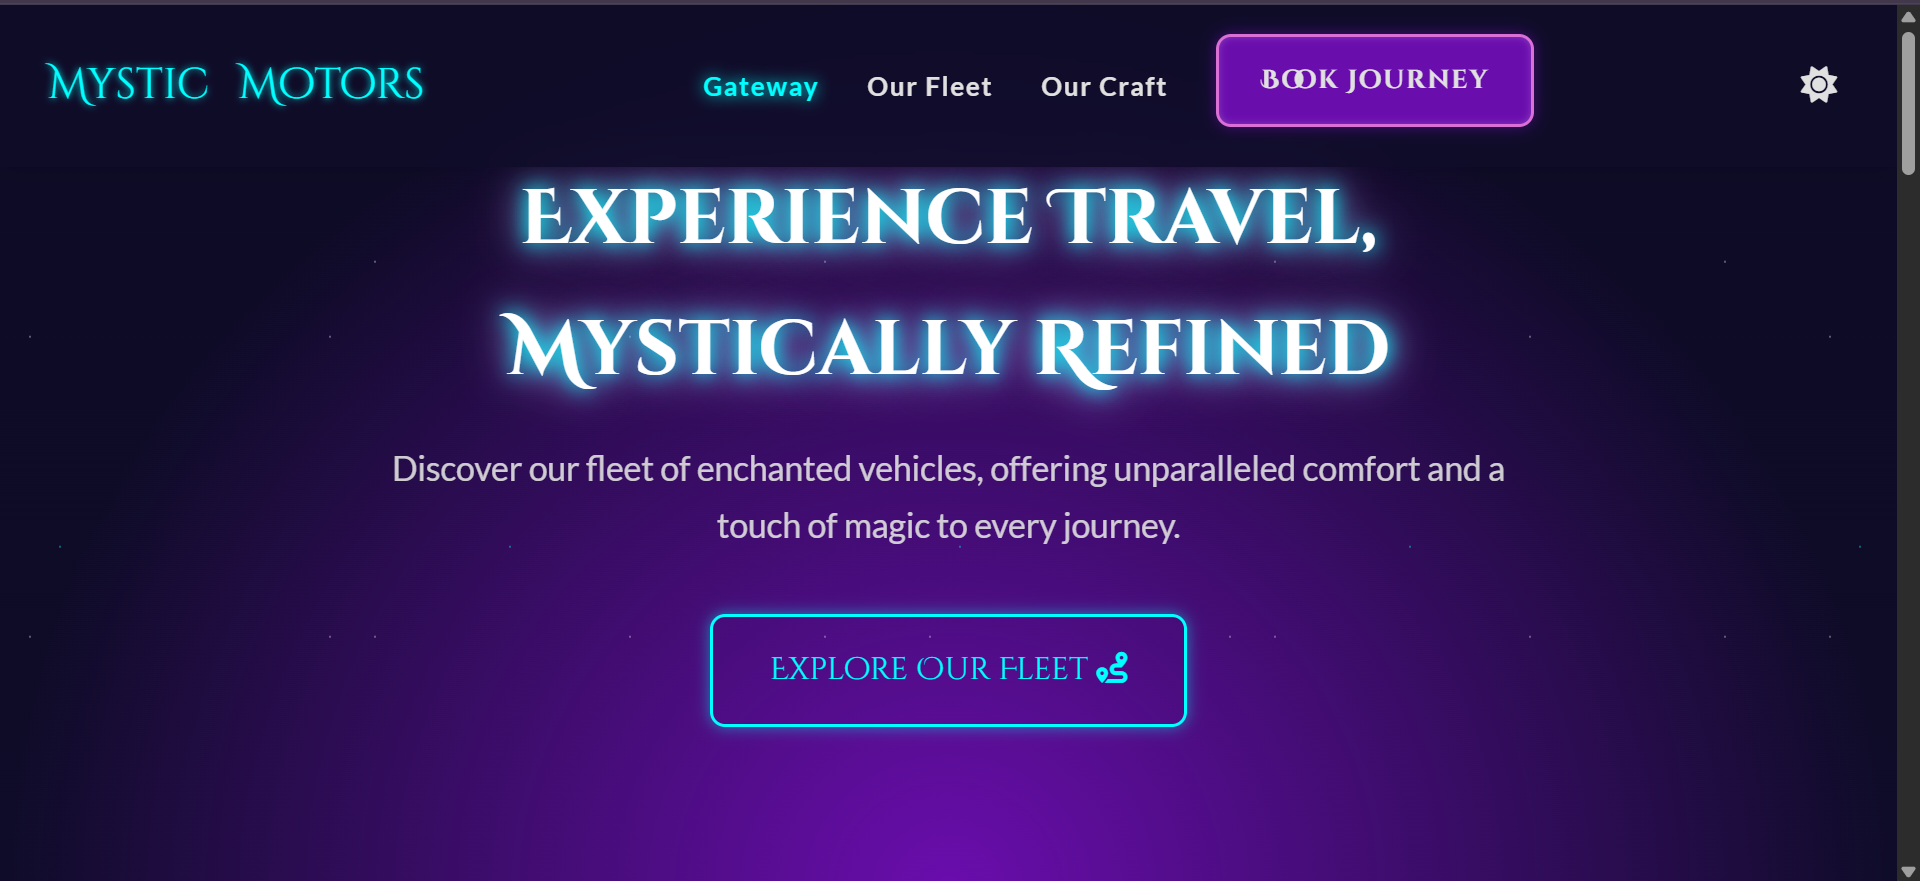 Mystic Motors
Gateway
Our Fleet
Our Craft
Book Journey
Experience Travel,
Mystically Refined
Discover our fleet of enchanted vehicles, offering unparalleled comfort and a
touch of magic to every journey.
Explore Our Fleet